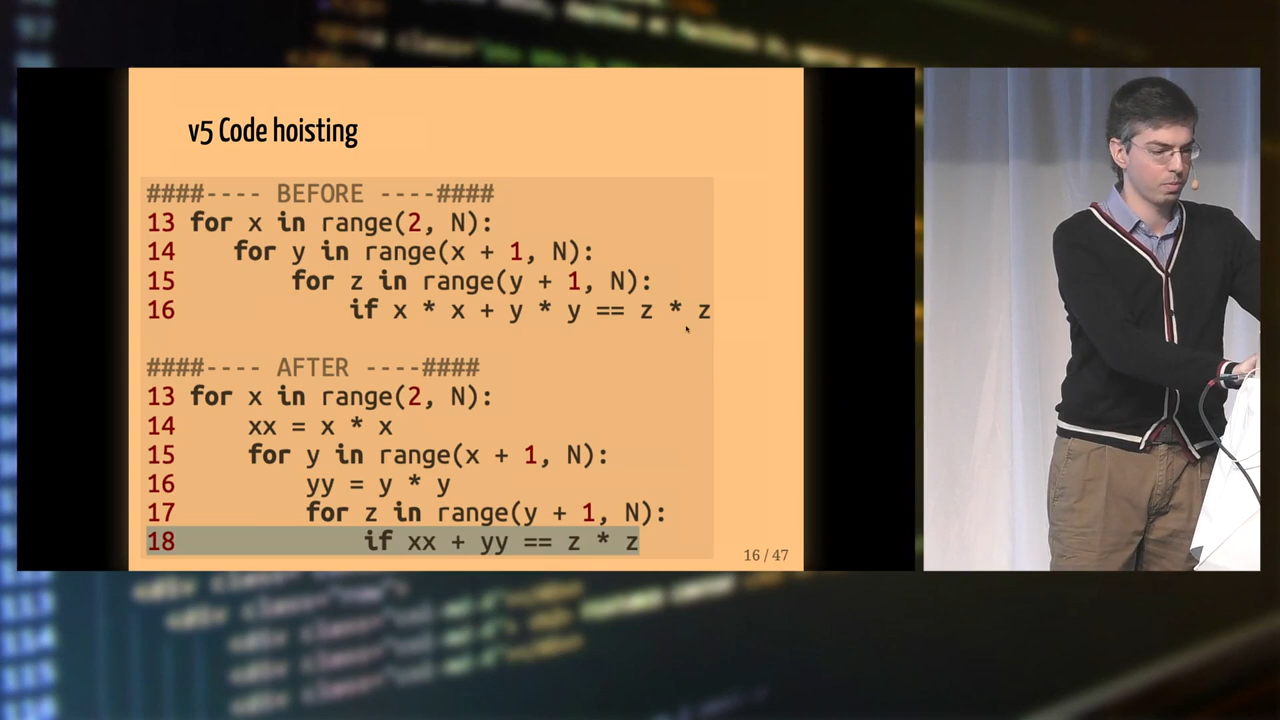 v5 Code hoisting
####---- BEFORE ----####
13 for x in range(2, N):
14    for y in range(x + 1, N):
15        for z in range(y + 1, N):
16            if x * x + y * y == z * z
####---- AFTER ----####
13 for x in range(2, N):
14     xx = x * x
15     for y in range(x + 1, N):
16         yy = y * y
17         for z in range(y + 1, N):
18             if xx + yy == z * z
16 / 47